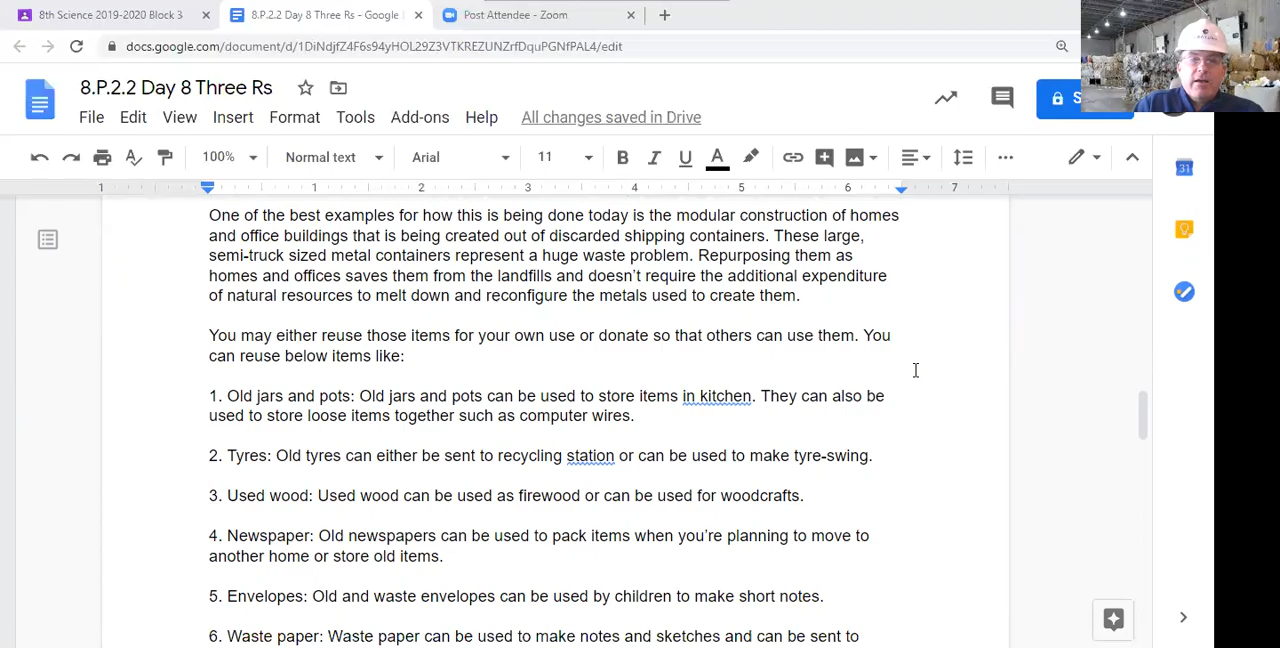 8th Science 2019-2020 Block 3
8.P.2.2 Day 8 Three Rs - Google
Post Attendee - Zoom
docs.google.com/document/d/1DiNdjfZ4F6s94yHOL29Z3VTKREZUNZrfDquPGNfPAL4/edit
8.P.2.2 Day 8 Three Rs
File Edit View Insert Format Tools Add-ons Help All changes saved in Drive
S
100% Normal text Arial 11 B I U A
1 1 2 3 4 5 6 7
31
One of the best examples for how this is being done today is the modular construction of homes
and office buildings that is being created out of discarded shipping containers. These large,
semi-truck sized metal containers represent a huge waste problem. Repurposing them as
homes and offices saves them from the landfills and doesn't require the additional expenditure
of natural resources to melt down and reconfigure the metals used to create them.
You may either reuse those items for your own use or donate so that others can use them. You
can reuse below items like:
1. Old jars and pots: Old jars and pots can be used to store items in kitchen. They can also be
used to store loose items together such as computer wires.
2. Tyres: Old tyres can either be sent to recycling station or can be used to make tyre-swing.
3. Used wood: Used wood can be used as firewood or can be used for woodcrafts.
4. Newspaper: Old newspapers can be used to pack items when you're planning to move to
another home or store old items.
5. Envelopes: Old and waste envelopes can be used by children to make short notes.
6. Waste paper: Waste paper can be used to make notes and sketches and can be sent to